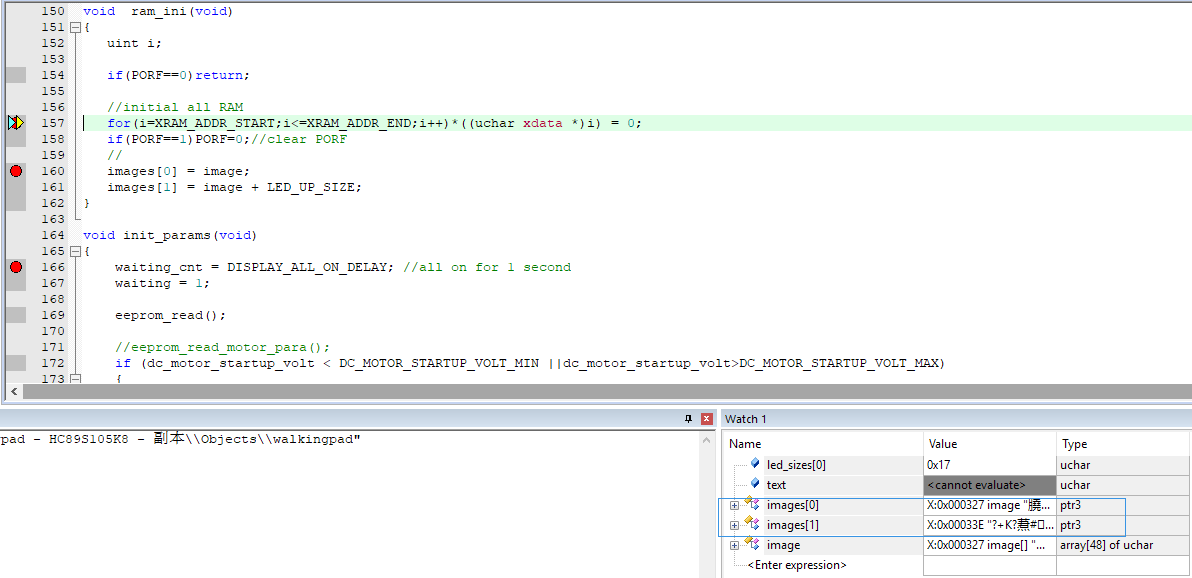 150 void  ram_ini(void)
151 {
152 uint i;
153
154 if(PORF==0)return;
155
156 //initial all RAM
157 for(i=XRAM_ADDR_START;i<=XRAM_ADDR_END;i++)*((uchar xdata *)i) = 0;
158 if(PORF==1)PORF=0;//clear PORF
159 //
160 images[0] = image;
161 images[1] = image + LED_UP_SIZE;
162 }
163
164 void init_params(void)
165 {
166 waiting_cnt = DISPLAY_ALL_ON_DELAY; //all on for 1 second
167 waiting = 1;
168
169 eeprom_read();
170
171 //eeprom_read_motor_para();
172 if (dc_motor_startup_volt < DC_MOTOR_STARTUP_VOLT_MIN ||dc_motor_startup_volt>DC_MOTOR_STARTUP_VOLT_MAX)
173 {
pad - HC89S105K8 - 副本\\Objects\\walkingpad"
Watch 1
Name Value Type
led_sizes[0] 0x17 uchar
text <cannot evaluate> uchar
images[0] X:0x000327 image "膮... ptr3
images[1] X:0x00033E "?+K?... ptr3
image X:0x000327 image[] "... array[48] of uchar
<Enter expression>